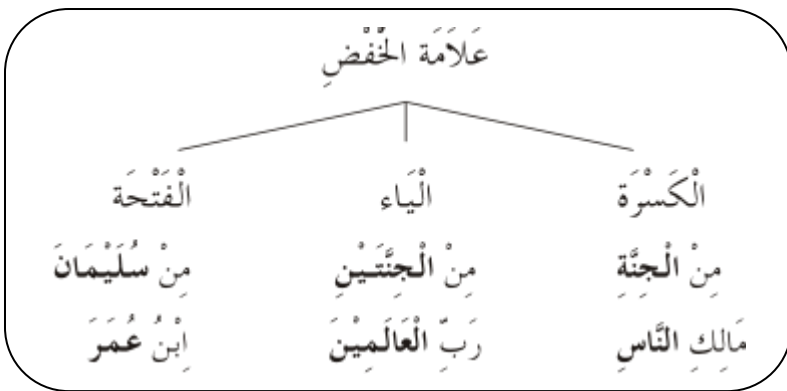 عَلَامَة الْخَفْضِ
الْكَسْرَة الْيَاء الْفَتْحَة
مِنْ الْجِنَّةِ مِنْ الْجِنَّتَيْنِ مِنْ سُلَيْمَانَ
مَالِكِ النَّاسِ رَبِّ الْعَالَمِيْنَ اِبْنُ عُمَرَ